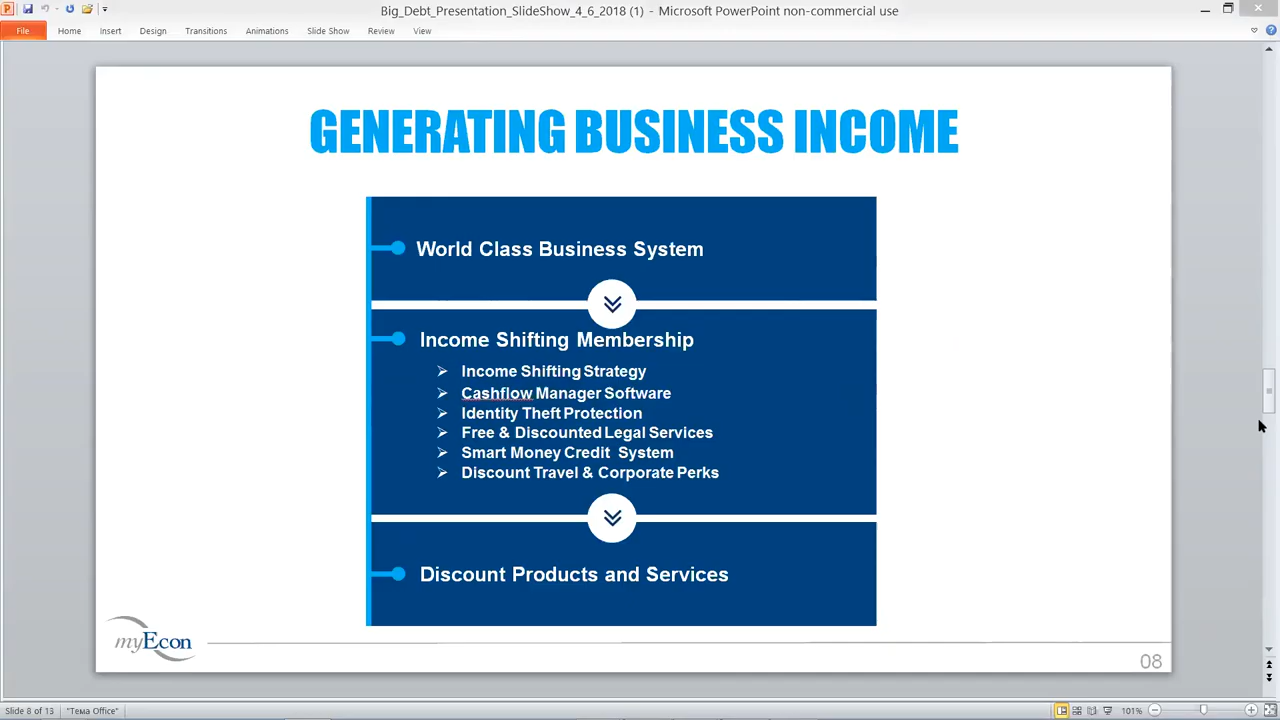 Big_Debt_Presentation_SlideShow_4_6_2018 (1) - Microsoft PowerPoint non-commercial use
File Home Insert Design Transitions Animations Slide Show Review View
GENERATING BUSINESS INCOME
World Class Business System
Income Shifting Membership
Income Shifting Strategy
Cashflow Manager Software
Identity Theft Protection
Free & Discounted Legal Services
Smart Money Credit System
Discount Travel & Corporate Perks
Discount Products and Services
myEcon
08
Slide 8 of 13 "Тема Office" 101%